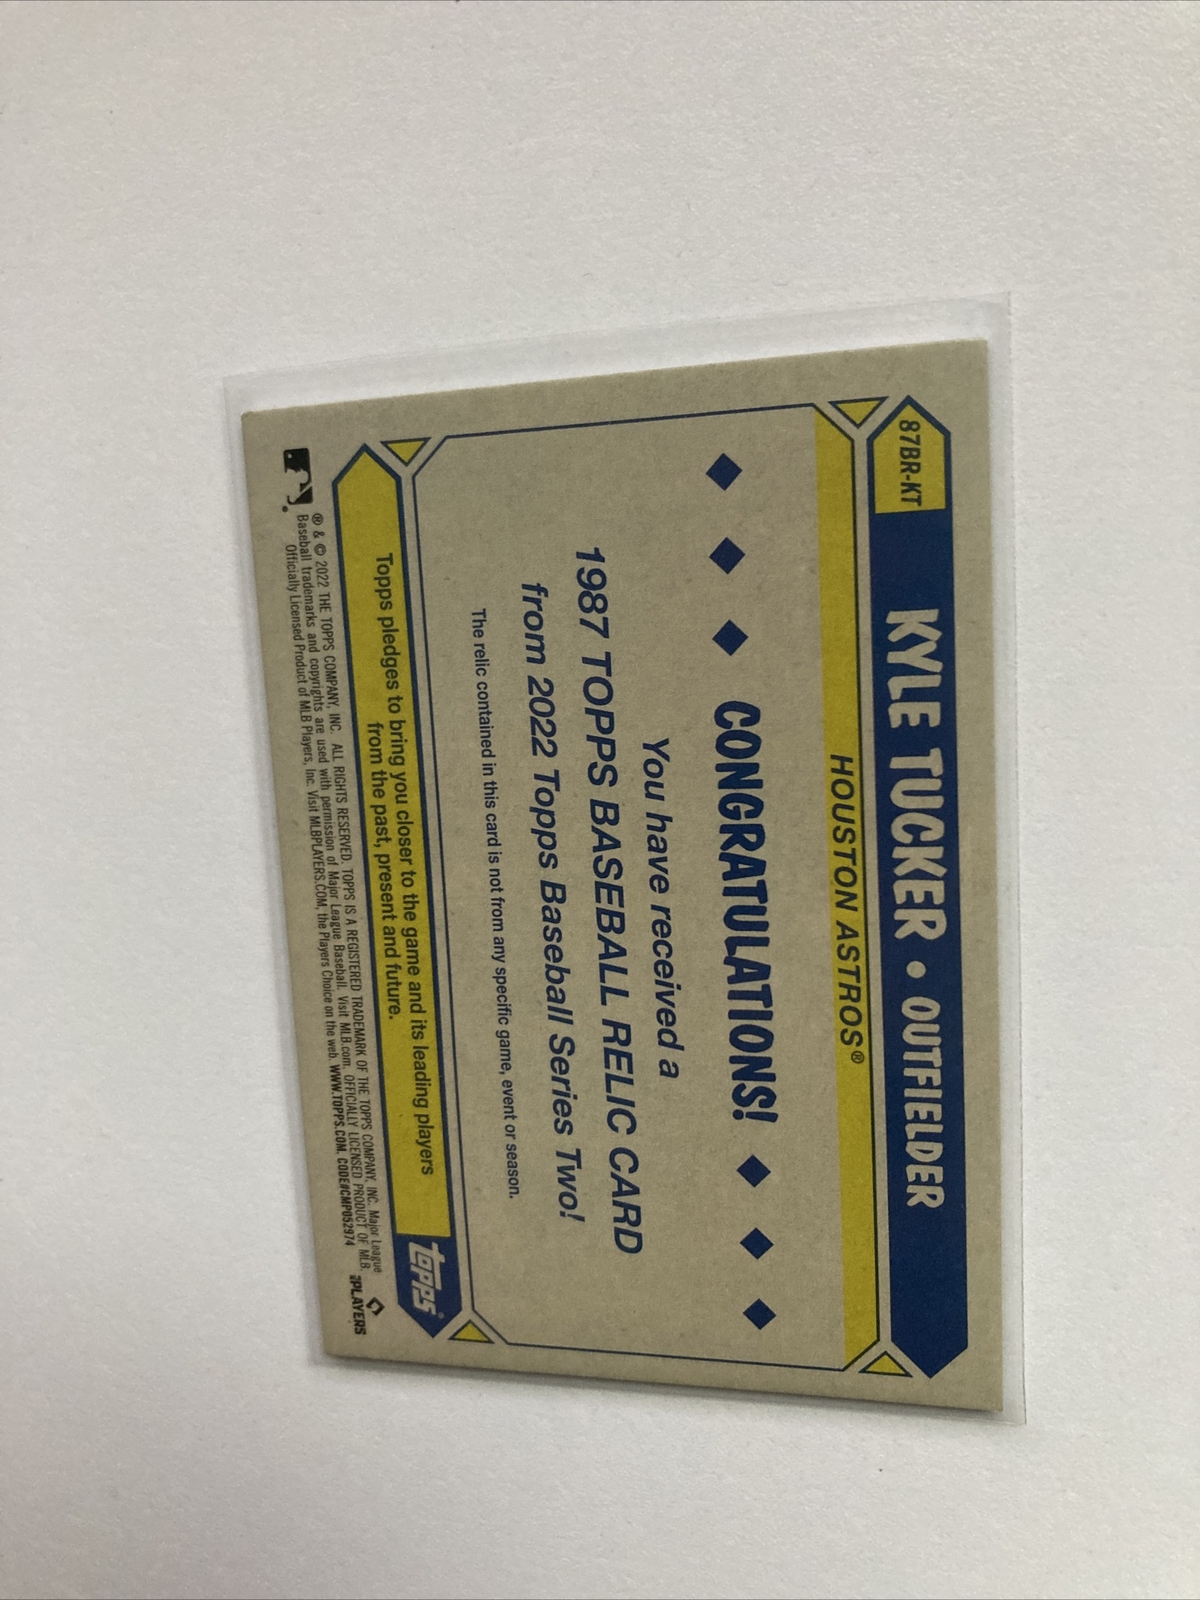 87BR-KT
KYLE TUCKER • OUTFIELDER
HOUSTON ASTROS®
CONGRATULATIONS!
You have received a
1987 TOPPS BASEBALL RELIC CARD
from 2022 Topps Baseball Series Two!
The relic contained in this card is not from any specific game, event or season.
Topps pledges to bring you closer to the game and its leading players
from the past, present and future.
topps®
® & © 2022 THE TOPPS COMPANY, INC. ALL RIGHTS RESERVED. TOPPS IS A REGISTERED TRADEMARK OF THE TOPPS COMPANY, INC. Major League
Baseball trademarks and copyrights are used with permission of Major League Baseball. Visit MLB.com. OFFICIALLY LICENSED PRODUCT OF MLB
Officially Licensed Product of MLB Players, Inc. Visit MLBPLAYERS.COM, the Players Choice on the web. WWW.TOPPS.COM. CODE#CMP052974
PLAYERS